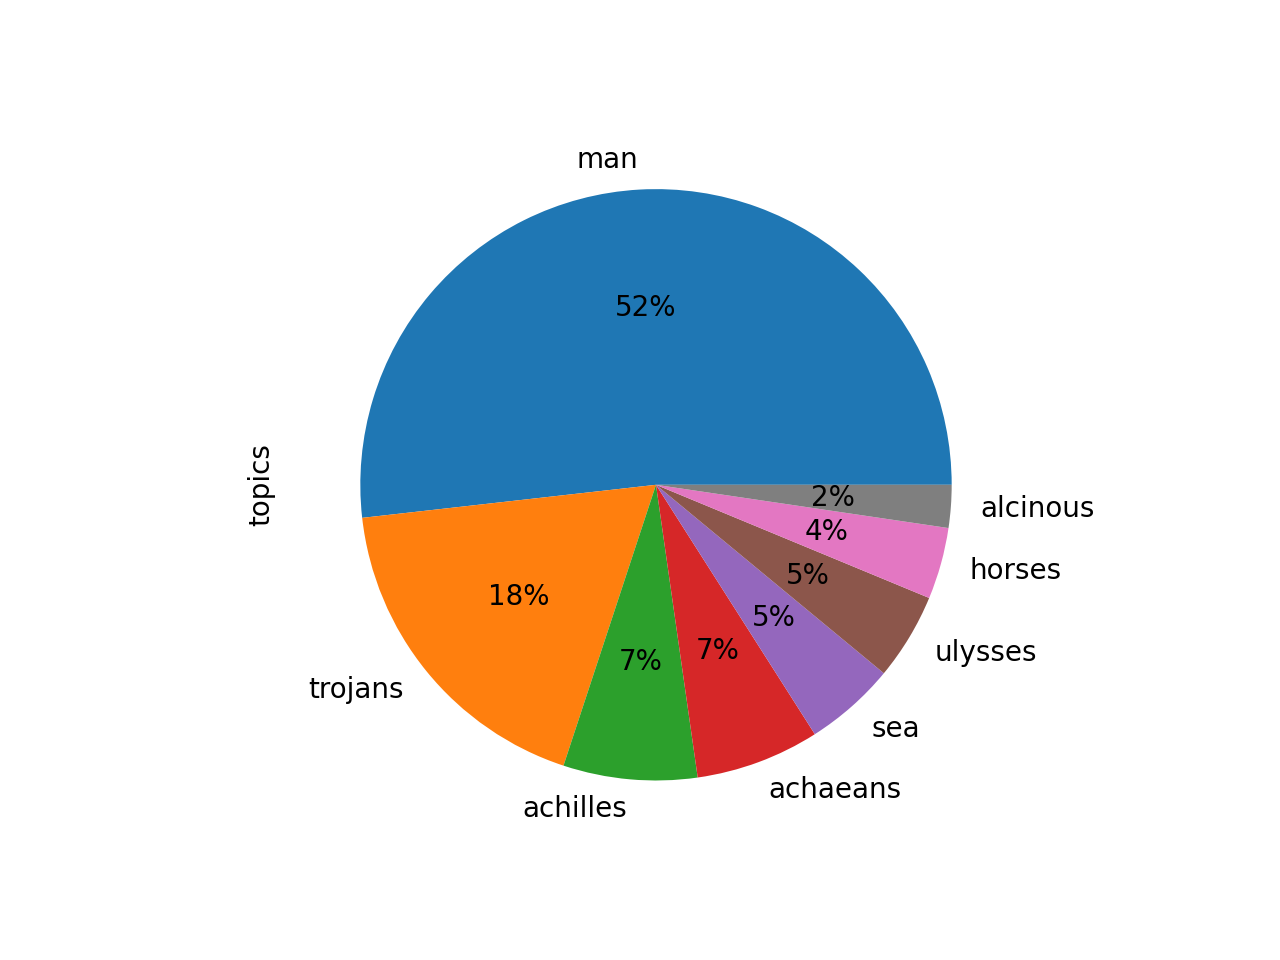 man
52%
2%
alcinous
4%
horses
topics
5%
18%
5%
ulysses
7%
7%
trojans
sea
achaeans
achilles